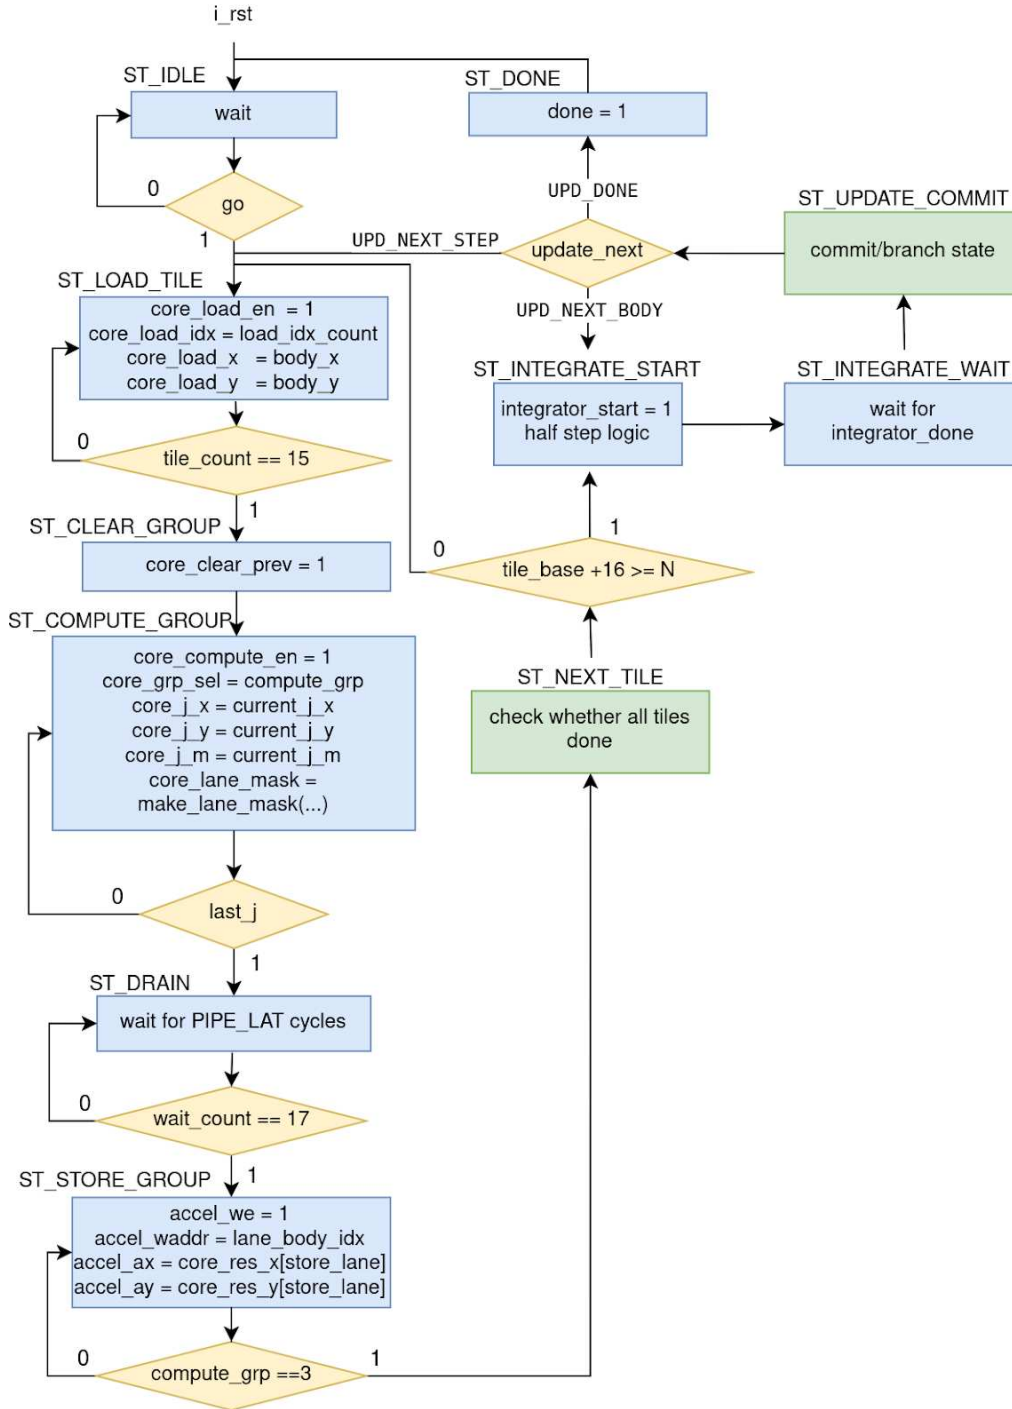 i_rst
ST_IDLE
wait
0
go
1
ST_DONE
done = 1
UPD_DONE
UPD_NEXT_STEP
update_next
UPD_NEXT_BODY
ST_UPDATE_COMMIT
commit/branch state
ST_LOAD_TILE
core_load_en = 1
core_load_idx = load_idx_count
core_load_x = body_x
core_load_y = body_y
0
tile_count == 15
1
ST_INTEGRATE_START
integrator_start = 1
half step logic
ST_INTEGRATE_WAIT
wait for
integrator_done
ST_CLEAR_GROUP
core_clear_prev = 1
0
1
tile_base +16 >= N
ST_COMPUTE_GROUP
core_compute_en = 1
core_grp_sel = compute_grp
core_j_x = current_j_x
core_j_y = current_j_y
core_j_m = current_j_m
core_lane_mask =
make_lane_mask(...)
ST_NEXT_TILE
check whether all tiles
done
0
last_j
1
ST_DRAIN
wait for PIPE_LAT cycles
0
wait_count == 17
1
ST_STORE_GROUP
accel_we = 1
accel_waddr = lane_body_idx
accel_ax = core_res_x[store_lane]
accel_ay = core_res_y[store_lane]
0
compute_grp ==3
1